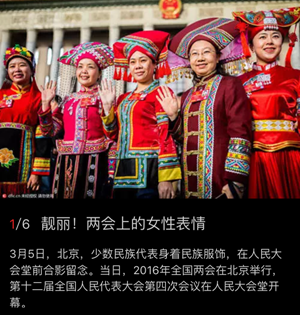 1/6 靓丽！两会上的女性表情
3月5日，北京，少数民族代表身着民族服饰，在人民大
会堂前合影留念。当日，2016年全国两会在北京举行，
第十二届全国人民代表大会第四次会议在人民大会堂开
幕。